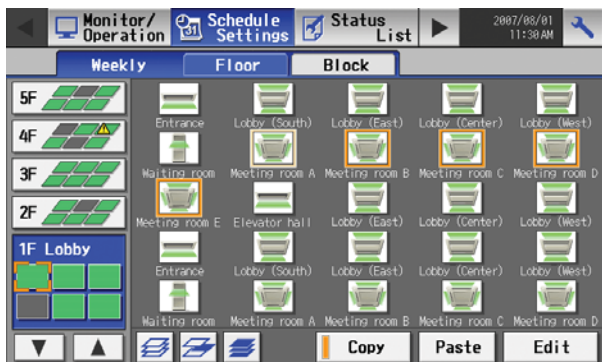 Monitor/
Operation
31
Schedule
Settings
Status
List
2007/08/01
11:30AM
Weekly
Floor
Block
5F
4F
3F
2F
1F Lobby
Entrance
Lobby (South)
Lobby (East)
Lobby (Center)
Lobby (West)
Waiting room
Meeting room A
Meeting room B
Meeting room C
Meeting room D
Meeting room E
Elevator hall
Lobby (East)
Lobby (Center)
Lobby (West)
Entrance
Lobby (South)
Lobby (East)
Lobby (Center)
Lobby (West)
Waiting room
Meeting room A
Meeting room B
Meeting room C
Meeting room D
Copy
Paste
Edit